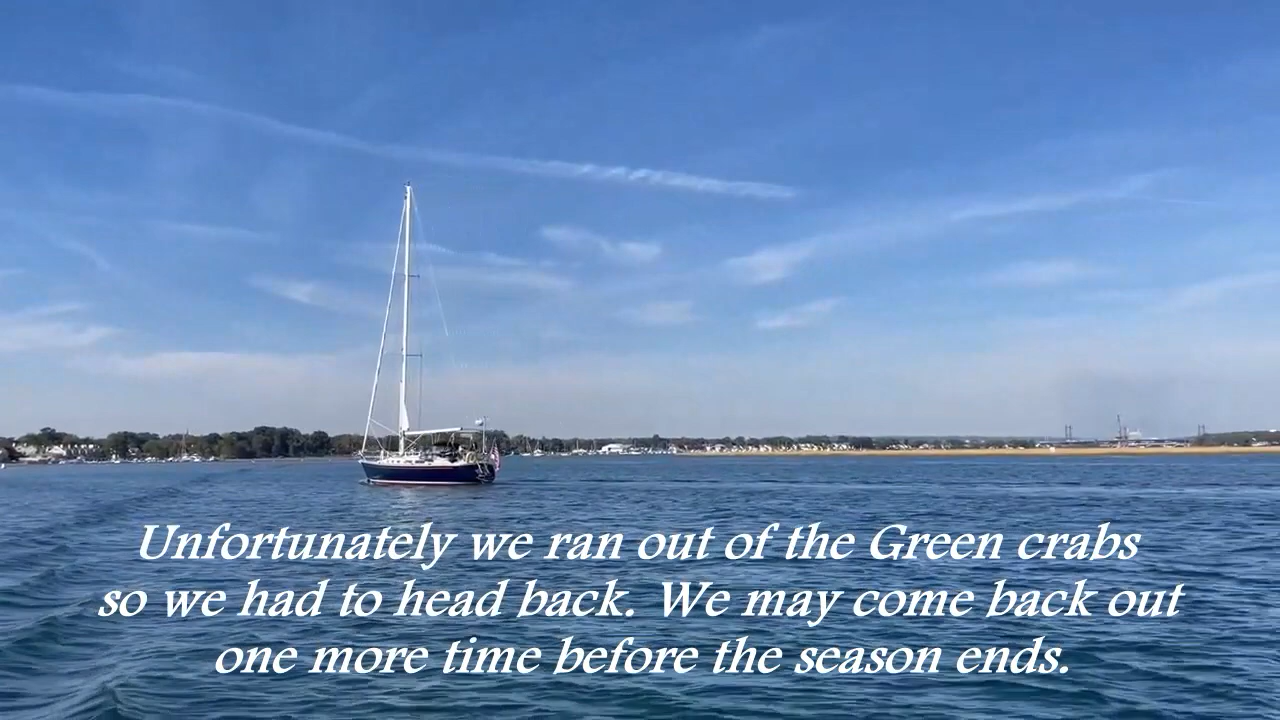 Unfortunately we ran out of the Green crabs
so we had to head back. We may come back out
one more time before the season ends.